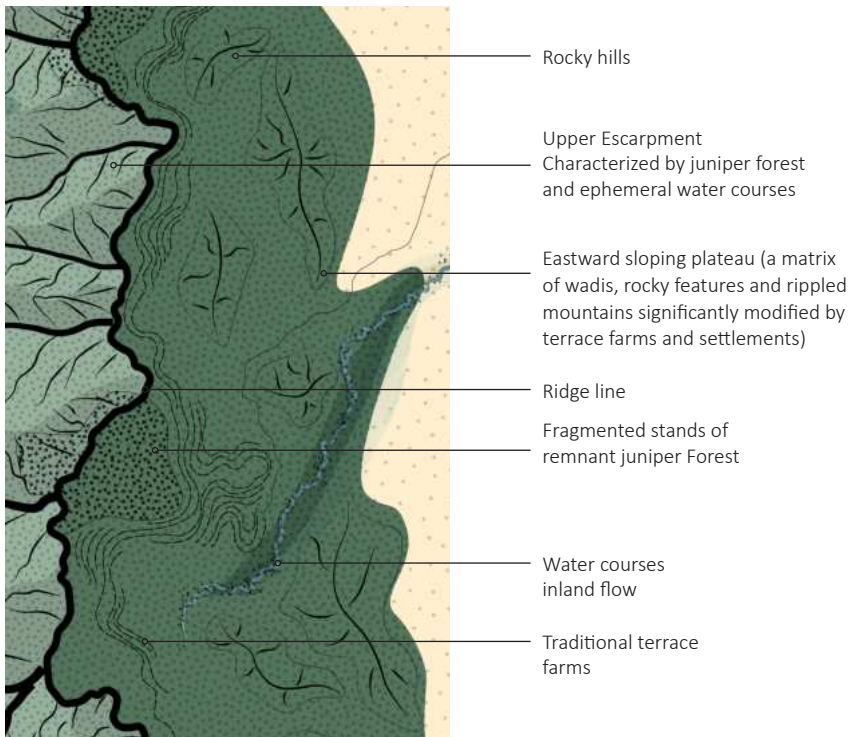 Rocky hills
Upper Escarpment
Characterized by juniper forest
and ephemeral water courses
Eastward sloping plateau (a matrix
of wadis, rocky features and rippled
mountains significantly modified by
terrace farms and settlements)
Ridge line
Fragmented stands of
remnant juniper Forest
Water courses
inland flow
Traditional terrace
farms